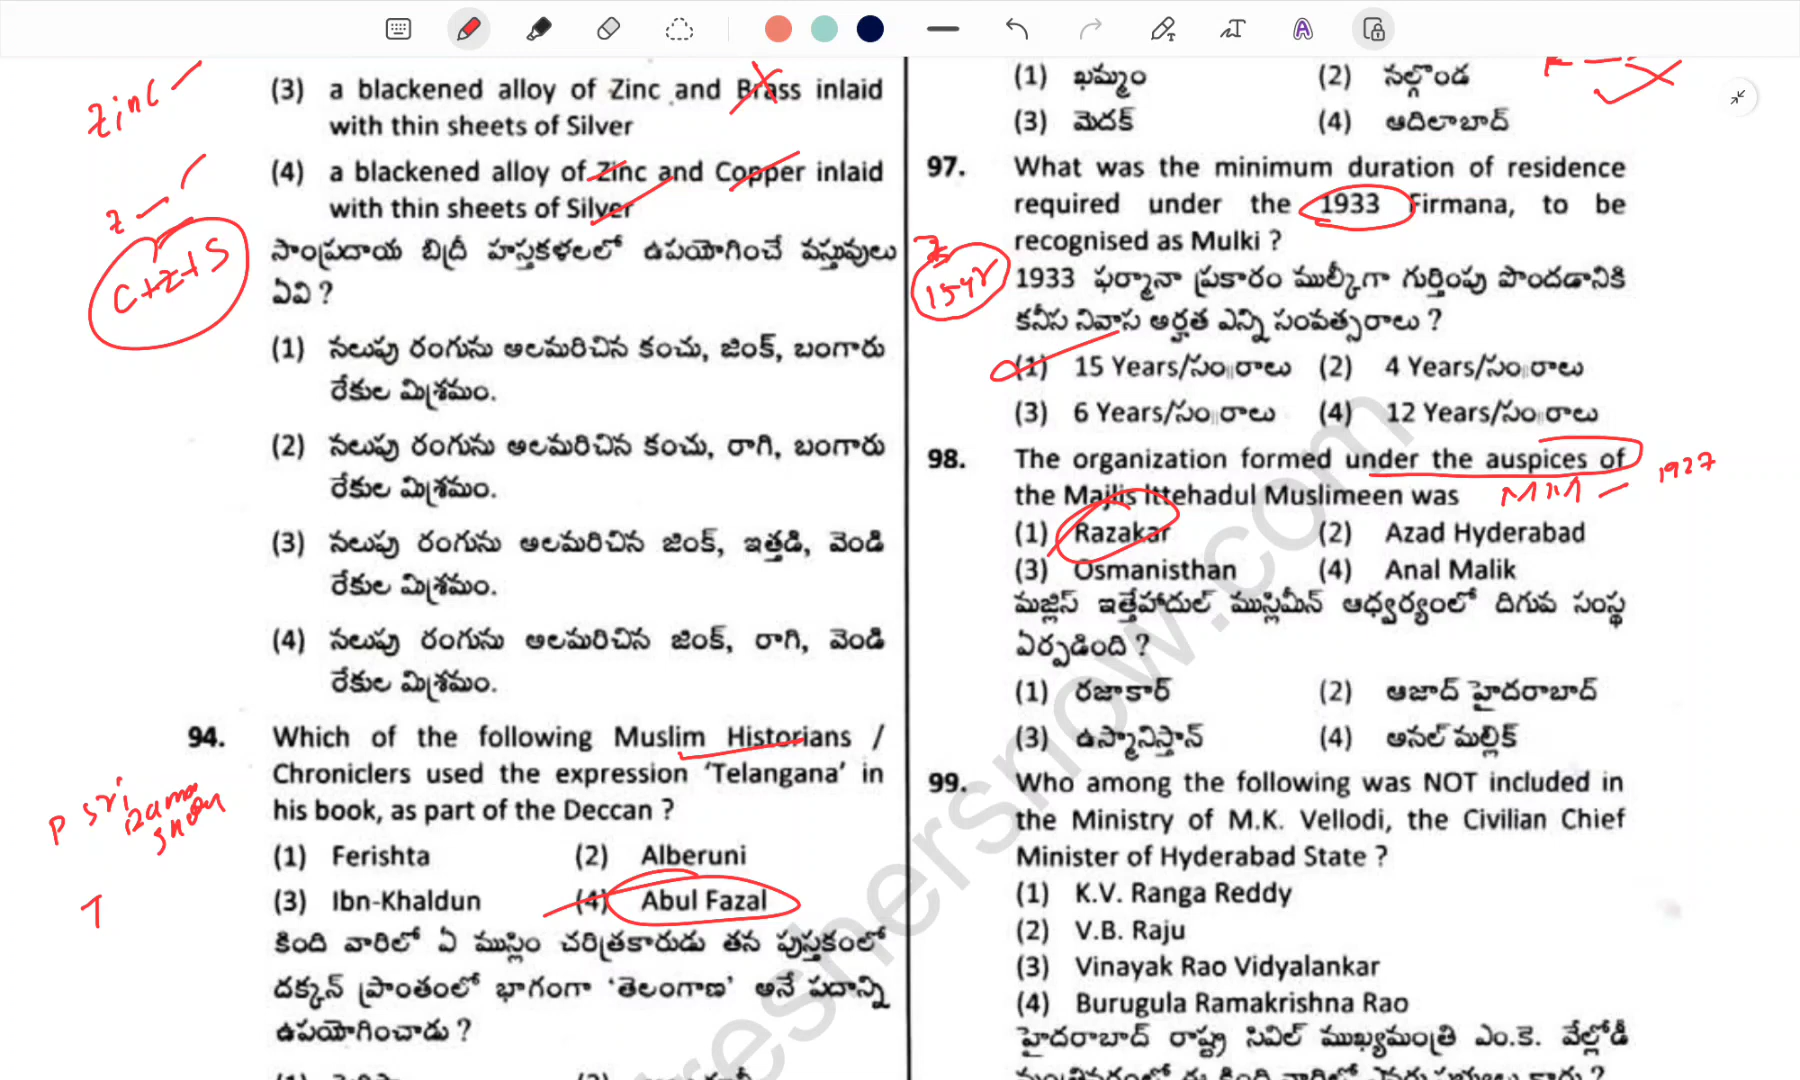 (3) a blackened alloy of Zinc and Brass inlaid
with thin sheets of Silver
(4) a blackened alloy of Zinc and Copper inlaid
with thin sheets of Silver
సాంప్రదాయ బిద్రీ హస్తకళలలో ఉపయోగించే వస్తువులు
ఏవి ?
(1) నలుపు రంగును అలమరిచిన కంచు, జింక్, బంగారు
రేకుల మిశ్రమం.
(2) నలుపు రంగును అలమరిచిన కంచు, రాగి, బంగారు
రేకుల మిశ్రమం.
(3) నలుపు రంగును అలమరిచిన జింక్, ఇత్తడి, వెండి
రేకుల మిశ్రమం.
(4) నలుపు రంగును అలమరిచిన జింక్, రాగి, వెండి
రేకుల మిశ్రమం.
94. Which of the following Muslim Historians /
Chroniclers used the expression 'Telangana' in
his book, as part of the Deccan ?
(1) Ferishta (2) Alberuni
(3) Ibn-Khaldun (4) Abul Fazal
కింది వారిలో ఏ ముస్లిం చరిత్రకారుడు తన పుస్తకంలో
దక్కన్ ప్రాంతంలో భాగంగా 'తెలంగాణ' అనే పదాన్ని
ఉపయోగించాడు ?
zinc
z
C+Z+S
P Sri
T
(1) ఖమ్మం (2) నల్గొండ
(3) మెదక్ (4) ఆదిలాబాద్
97. What was the minimum duration of residence
required under the 1933 Firmana, to be
recognised as Mulki ?
1933 ఫర్మానా ప్రకారం ముల్కీగా గుర్తింపు పొందడానికి
కనీస నివాస అర్హత ఎన్ని సంవత్సరాలు ?
(1) 15 Years/సం॥రాలు (2) 4 Years/సం॥రాలు
(3) 6 Years/సం॥రాలు (4) 12 Years/సం॥రాలు
15yr
98. The organization formed under the auspices of
the Majlis Ittehadul Muslimeen was
MIM – 1927
(1) Razakar (2) Azad Hyderabad
(3) Osmanisthan (4) Anal Malik
మజ్లిస్ ఇత్తేహాదుల్ ముస్లిమీన్ ఆధ్వర్యంలో దిగువ సంస్థ
ఏర్పడింది ?
(1) రజాకార్ (2) ఆజాద్ హైదరాబాద్
(3) ఉస్మానిస్తాన్ (4) అనల్ మల్లిక్
99. Who among the following was NOT included in
the Ministry of M.K. Vellodi, the Civilian Chief
Minister of Hyderabad State ?
(1) K.V. Ranga Reddy
(2) V.B. Raju
(3) Vinayak Rao Vidyalankar
(4) Burugula Ramakrishna Rao
హైదరాబాద్ రాష్ట్ర సివిల్ ముఖ్యమంత్రి ఎం.కె. వేల్లోడీ
reshersnow.com